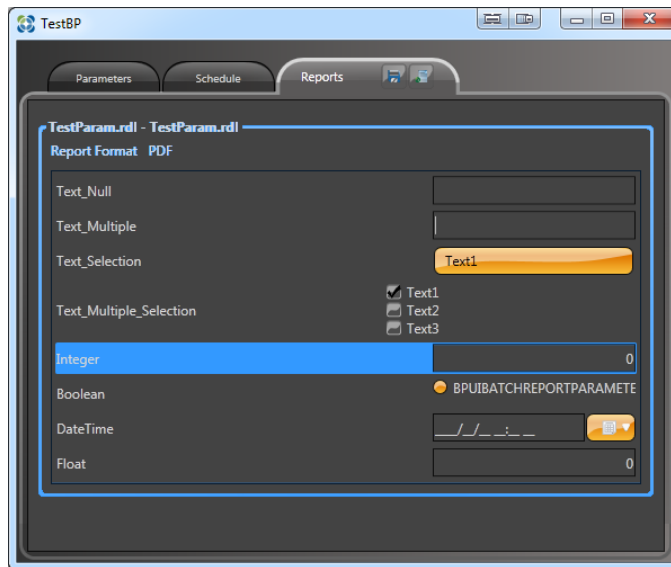 TestBP
Parameters Schedule Reports
TestParam.rdl - TestParam.rdl
Report Format PDF
Text_Null
Text_Multiple
Text_Selection Text1
Text1
Text_Multiple_Selection Text2
Text3
Integer 0
Boolean BPUIBATCHREPORTPARAMETE
DateTime ___/_/__ __:__ __
Float 0